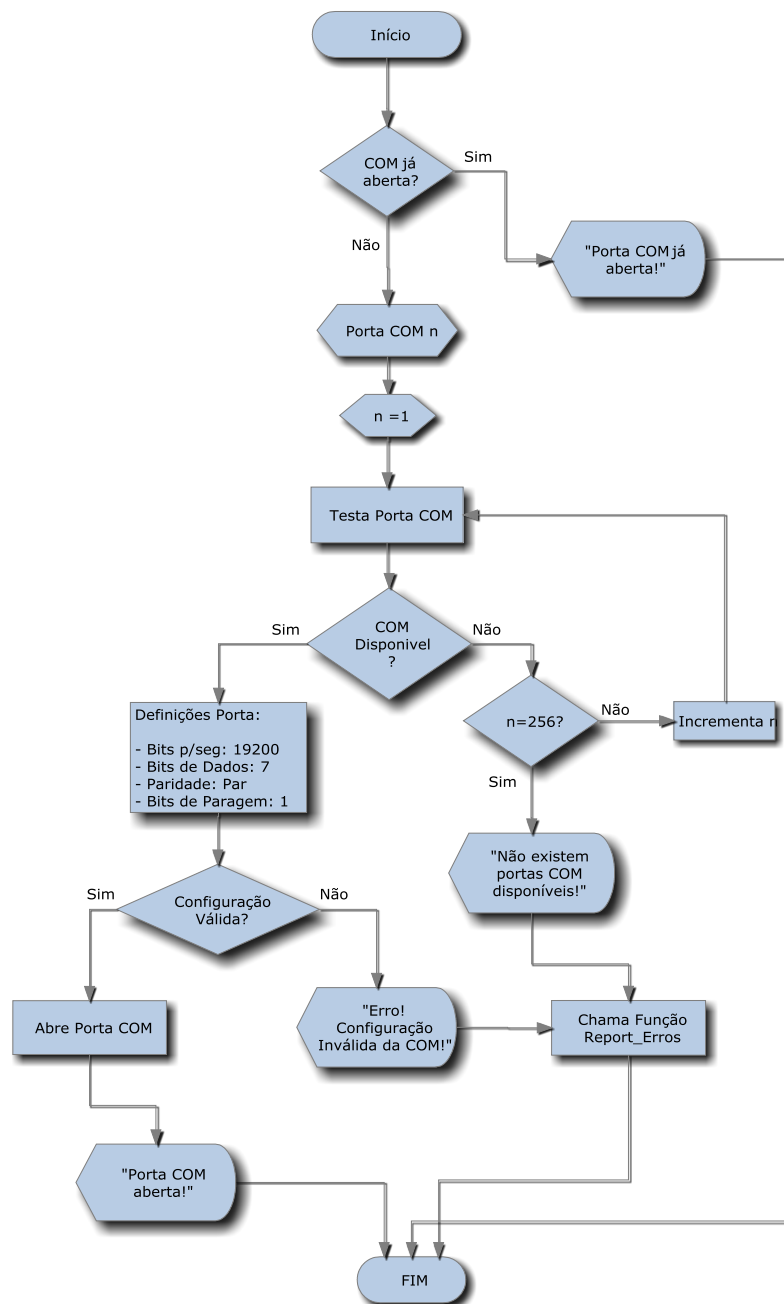 Início
COM já
aberta?
Sim
Não
"Porta COM já
aberta!"
Porta COM n
n =1
Testa Porta COM
COM
Disponivel
?
Sim
Não
Definições Porta:
- Bits p/seg: 19200
- Bits de Dados: 7
- Paridade: Par
- Bits de Paragem: 1
n=256?
Não
Incrementa n
Sim
"Não existem
portas COM
disponíveis!"
Configuração
Válida?
Sim
Não
Abre Porta COM
"Erro!
Configuração
Inválida da COM!"
Chama Função
Report_Erros
"Porta COM
aberta!"
FIM